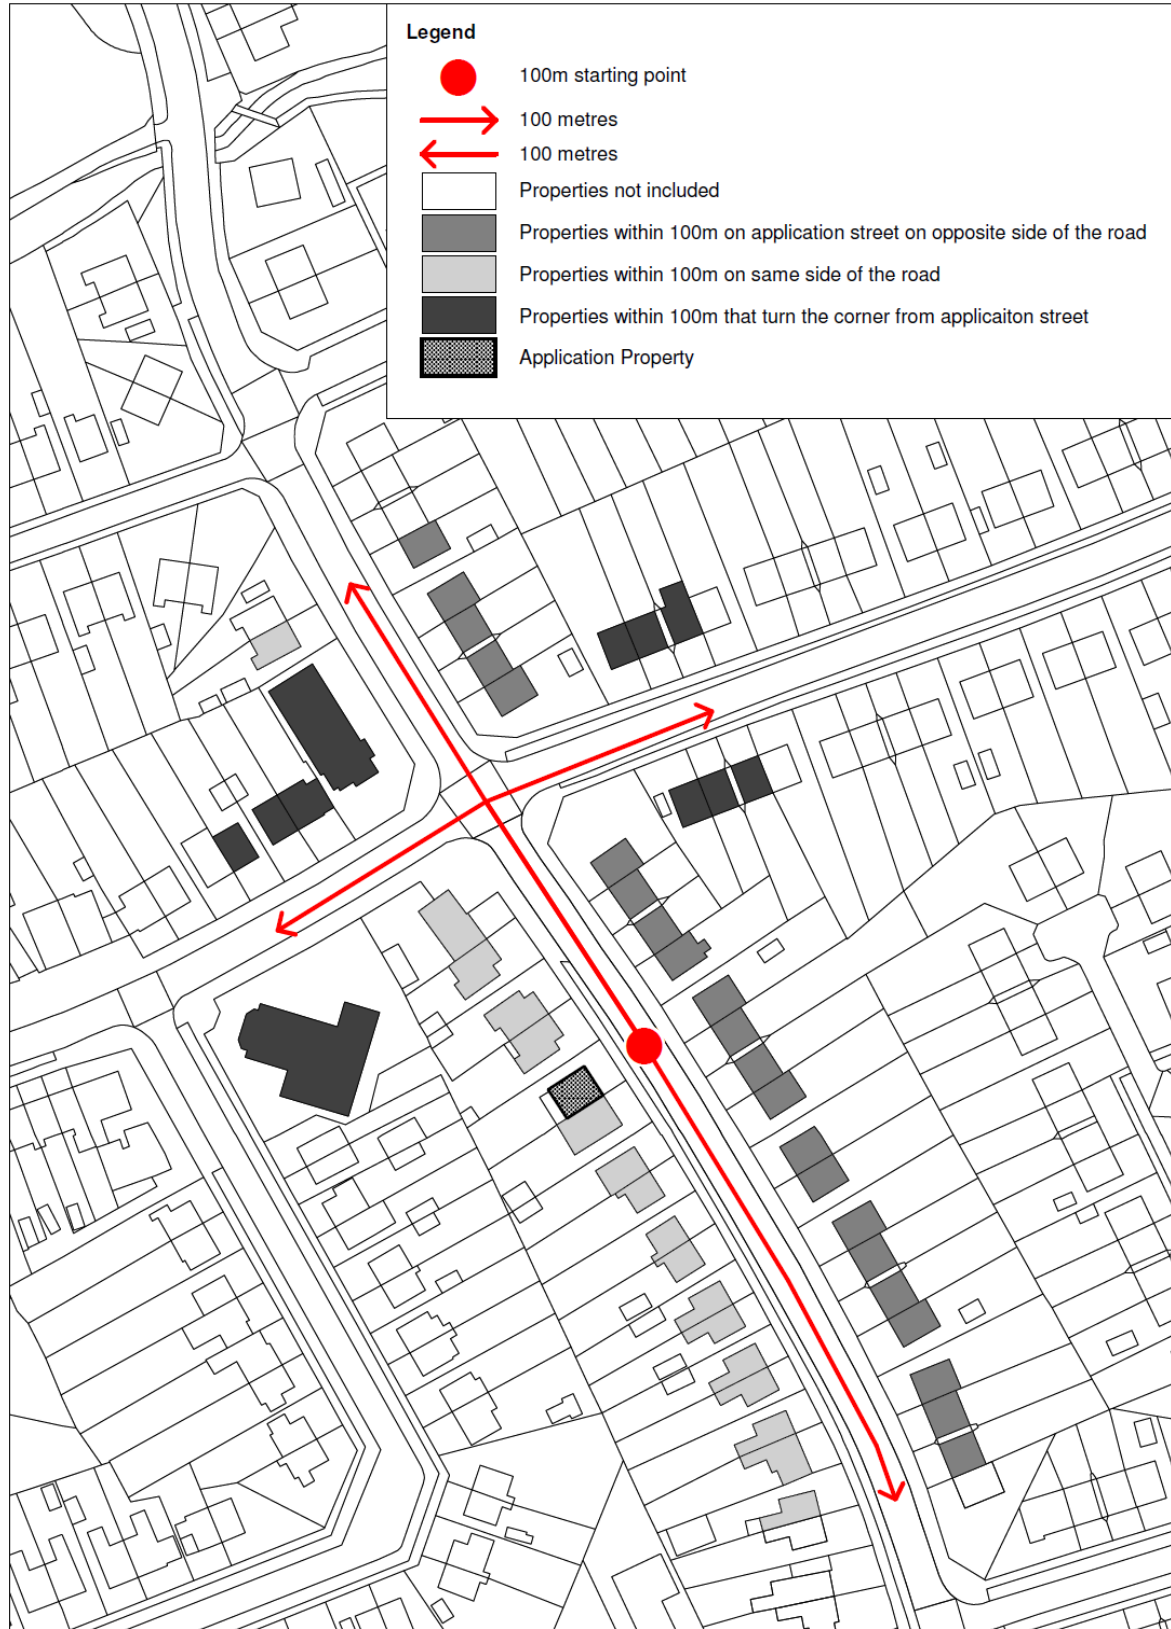 Legend
100m starting point
100 metres
100 metres
Properties not included
Properties within 100m on application street on opposite side of the road
Properties within 100m on same side of the road
Properties within 100m that turn the corner from applicaiton street
Application Property